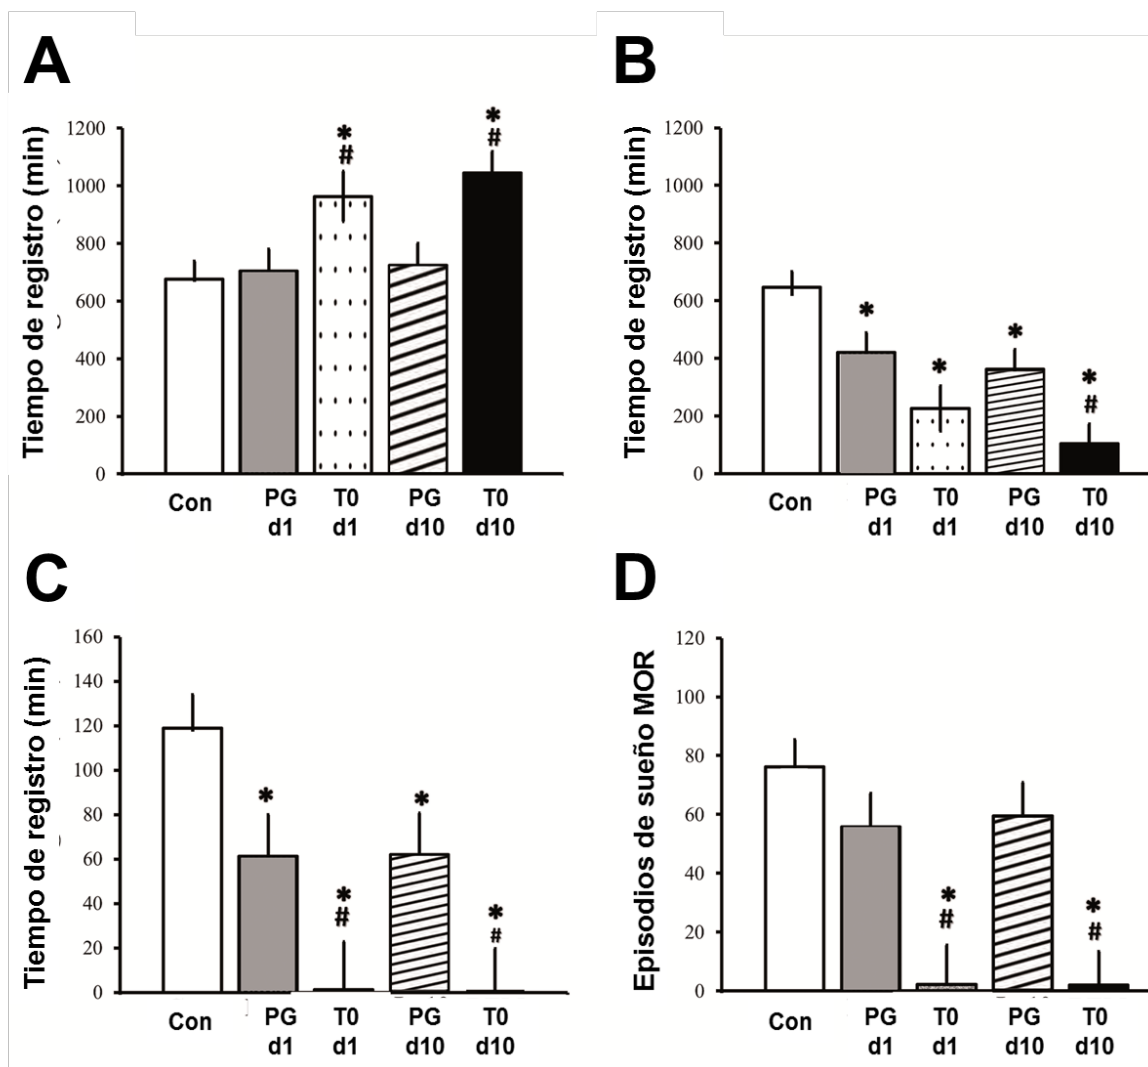 A
Tiempo de registro (min)
1200
1000
800
600
400
200
0
*
#
*
#
Con
PG
d1
T0
d1
PG
d10
T0
d10
B
Tiempo de registro (min)
1200
1000
800
600
400
200
0
*
*
*
*
#
Con
PG
d1
T0
d1
PG
d10
T0
d10
C
Tiempo de registro (min)
160
140
120
100
80
60
40
20
0
*
*
#
*
*
#
Con
PG
d1
T0
d1
PG
d10
T0
d10
D
Episodios de sueño MOR
120
100
80
60
40
20
0
*
#
*
#
Con
PG
d1
T0
d1
PG
d10
T0
d10